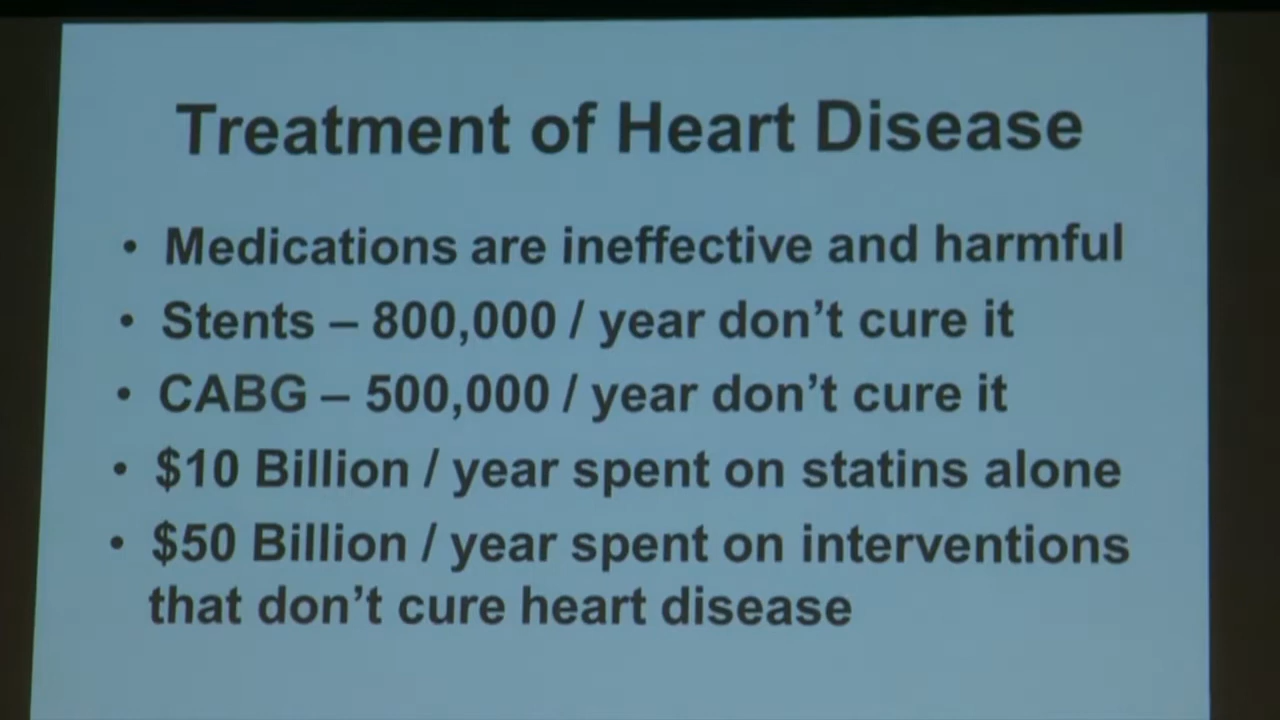 Treatment of Heart Disease
• Medications are ineffective and harmful
• Stents – 800,000 / year don't cure it
• CABG – 500,000 / year don't cure it
• $10 Billion / year spent on statins alone
• $50 Billion / year spent on interventions
that don't cure heart disease